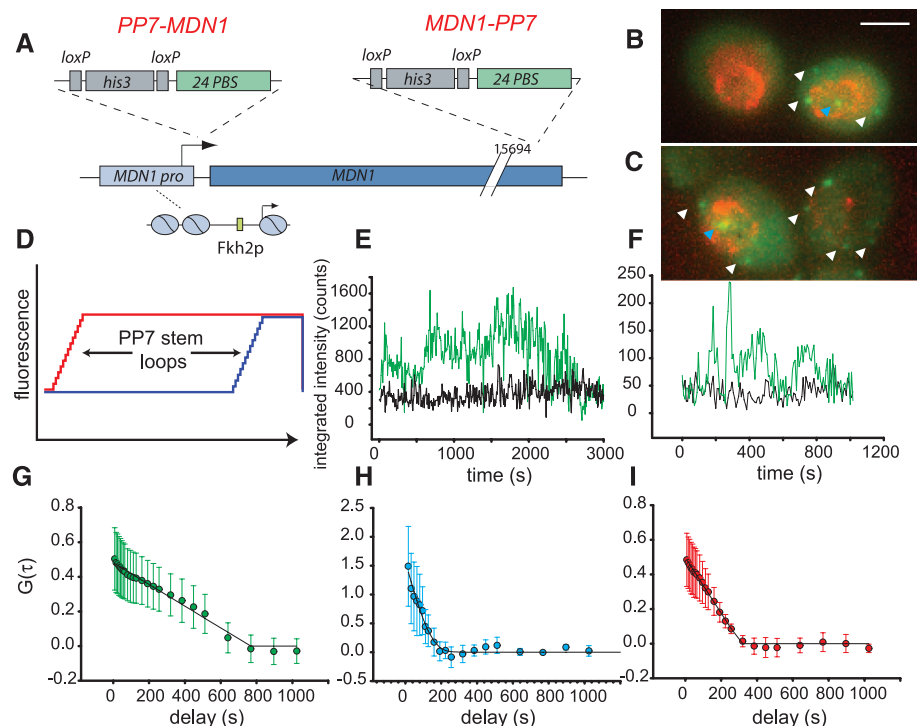 A
PP7-MDN1
MDN1-PP7
loxP
loxP
his3
24 PBS
loxP
loxP
his3
24 PBS
15694
MDN1 pro
MDN1
Fkh2p
B
C
D
fluorescence
PP7 stem
loops
E
integrated intensity (counts)
1600
1200
800
400
0
0
1000
2000
3000
time (s)
F
250
200
150
100
50
0
0
400
800
1200
time (s)
G
G(τ)
0.8
0.6
0.4
0.2
0.0
-0.2
0
200
400
600
800
1000
delay (s)
H
2.5
2.0
1.5
1.0
0.5
0.0
-0.5
0
200
400
600
800
1000
delay (s)
I
0.8
0.6
0.4
0.2
0.0
-0.2
0
200
400
600
800
1000
delay (s)